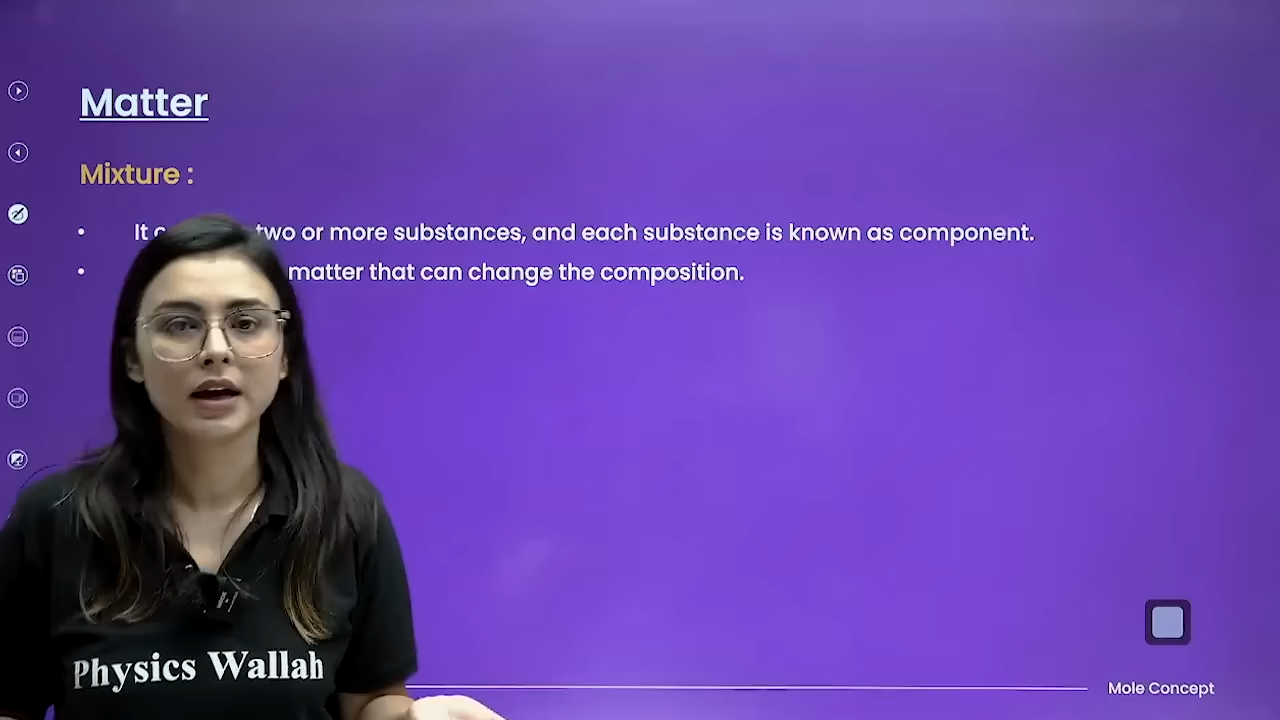 Matter
Mixture :
• It two or more substances, and each substance is known as component.
• matter that can change the composition.
Physics Wallah
Mole Concept